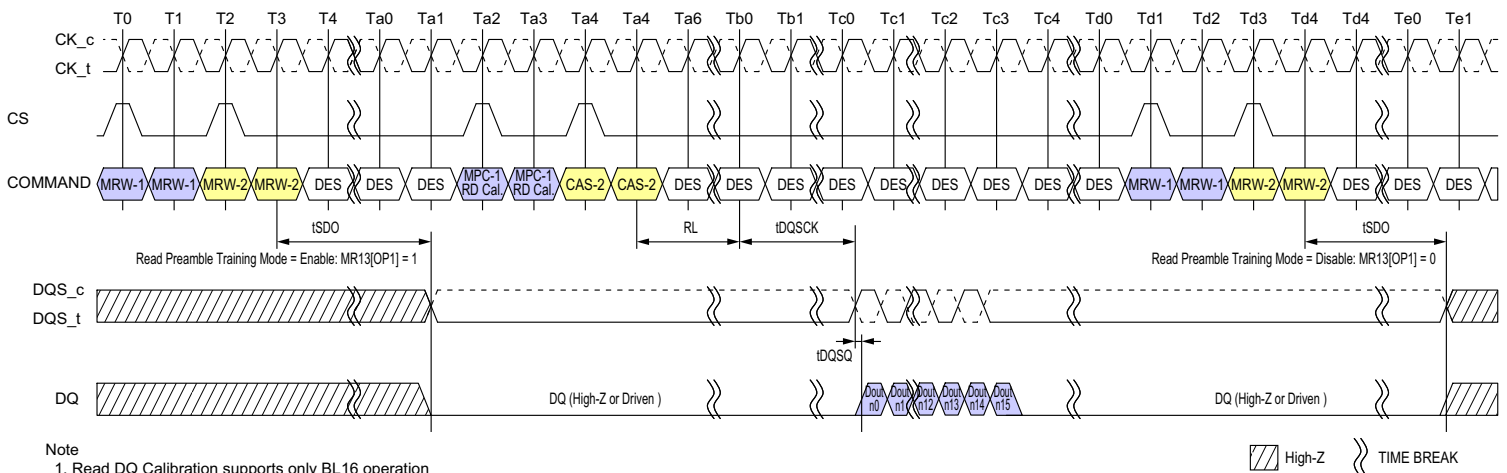 T0 T1 T2 T3 T4 Ta0 Ta1 Ta2 Ta3 Ta4 Ta4 Ta6 Tb0 Tb1 Tc0 Tc1 Tc2 Tc3 Tc4 Td0 Td1 Td2 Td3 Td4 Td4 Te0 Te1
CK_c
CK_t
CS
COMMAND MRW-1 MRW-1 MRW-2 MRW-2 DES DES DES MPC-1 RD Cal. MPC-1 RD Cal. CAS-2 CAS-2 DES DES DES DES DES DES DES DES DES MRW-1 MRW-1 MRW-2 MRW-2 DES DES DES
tSDO RL tDQSCK tSDO
Read Preamble Training Mode = Enable: MR13[OP1] = 1 Read Preamble Training Mode = Disable: MR13[OP1] = 0
DQS_c
DQS_t
tDQSQ
DQ DQ (High-Z or Driven ) Dout n0 Dout n1 Dout n12 Dout n13 Dout n14 Dout n15 DQ (High-Z or Driven )
Note
1. Read DQ Calibration supports only BL16 operation
High-Z TIME BREAK